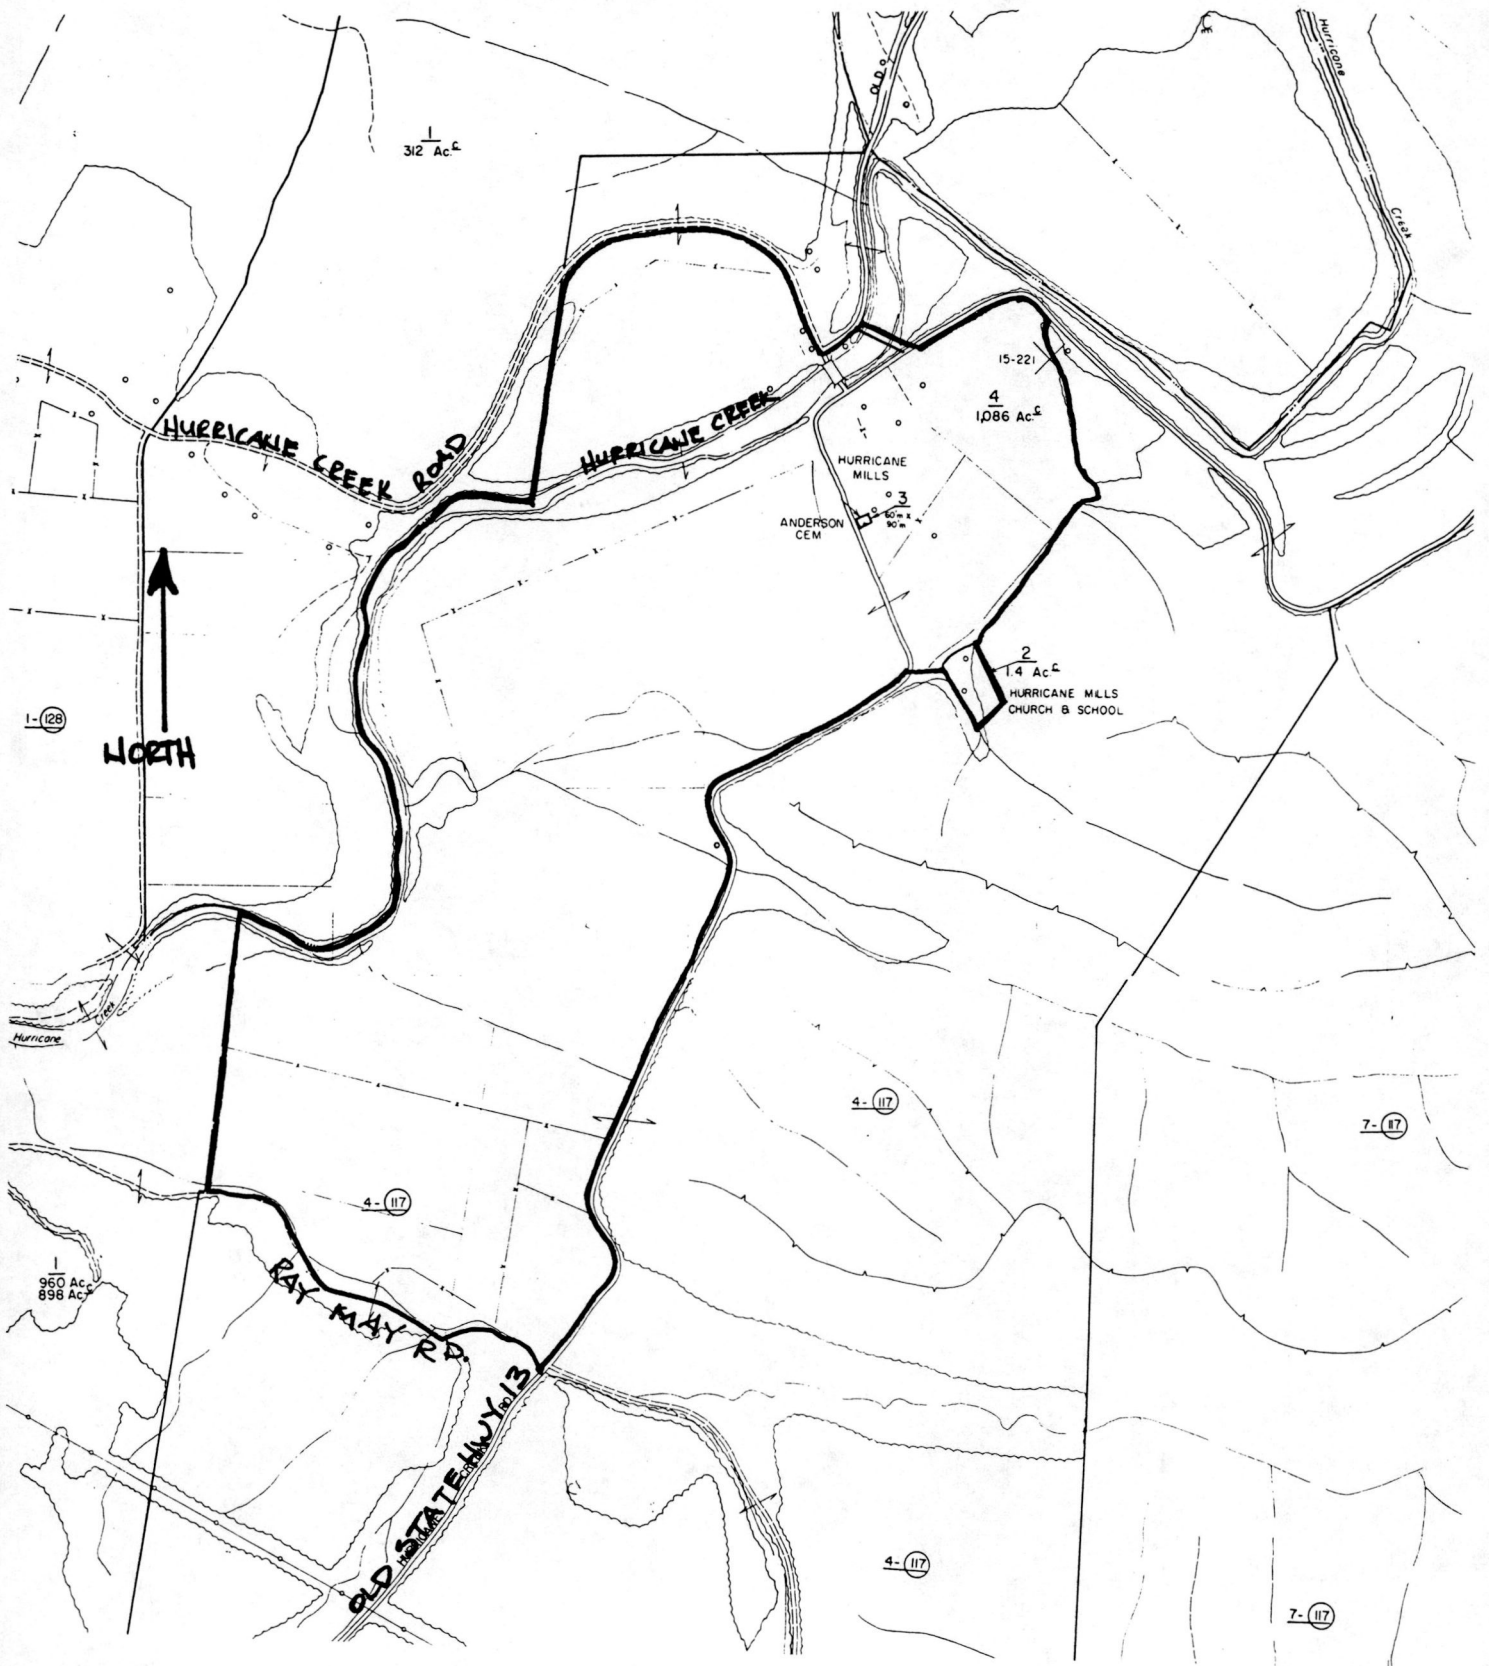 Hurricane
OLD
1
312 Ac.c
Creek
15-221
4
1,086 Ac.c
HURRICANE CREEK ROAD
HURRICANE CREEK
HURRICANE
MILLS
3
60'm x
90'm
ANDERSON
CEM
2
1.4 Ac.c
HURRICANE MILLS
CHURCH & SCHOOL
1-128
NORTH
Creek
Hurricane
4-117
7-117
4-117
1
960 Ac.c
898 Ac.c
RAY MAY RD.
OLD STATE HWY 13
4-117
7-117